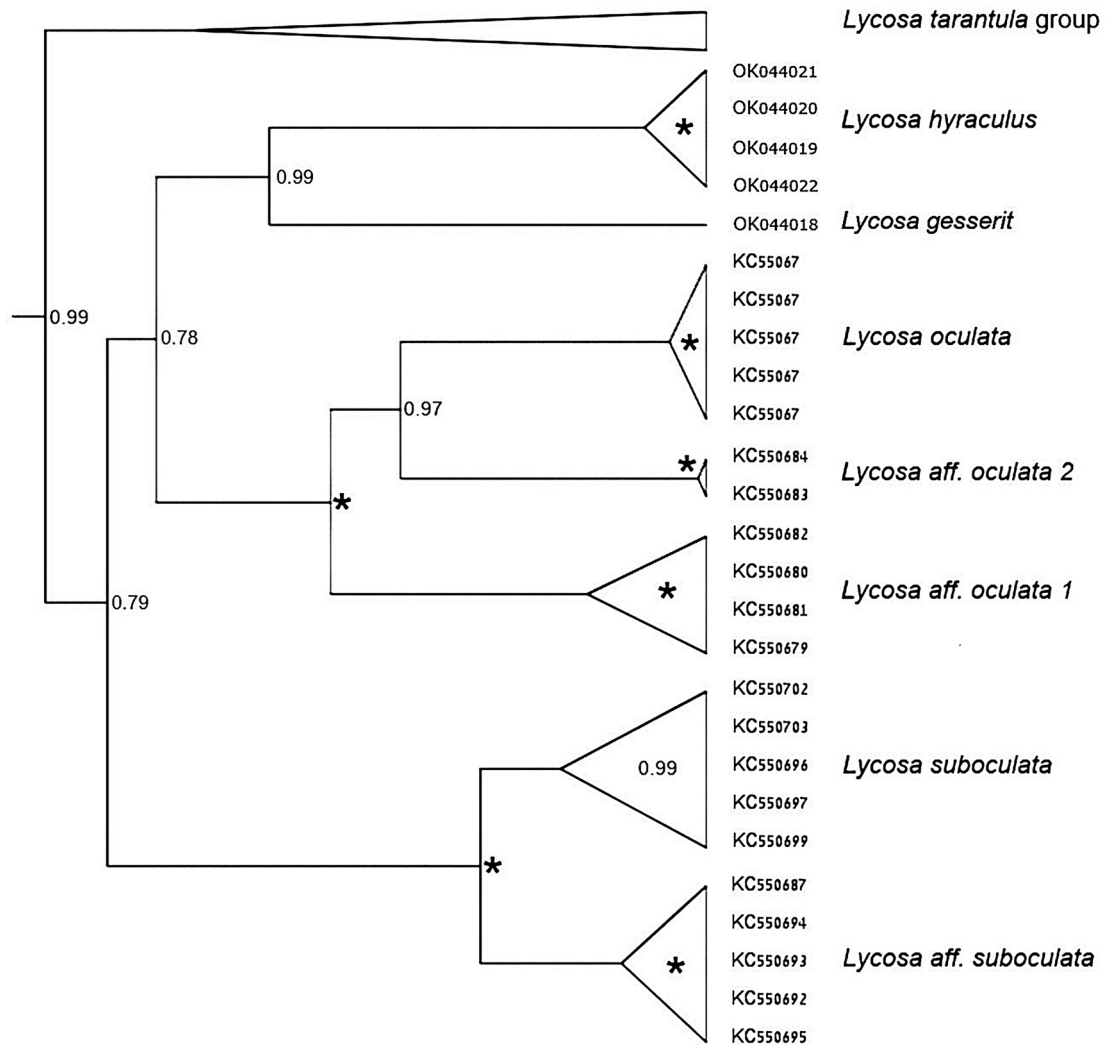 Lycosa tarantula group
OK044021
OK044020
Lycosa hyraculus
*
OK044019
OK044022
0.99
OK044018
Lycosa gesserit
KC55067
KC55067
0.99
0.78
KC55067
Lycosa oculata
*
KC55067
0.97
KC55067
KC550684
*
Lycosa aff. oculata 2
KC550683
*
KC550682
KC550680
Lycosa aff. oculata 1
*
0.79
KC550681
KC550679
KC550702
KC550703
0.99
KC550696
Lycosa suboculata
KC550697
KC550699
*
KC550687
KC550694
KC550693
Lycosa aff. suboculata
*
KC550692
KC550695